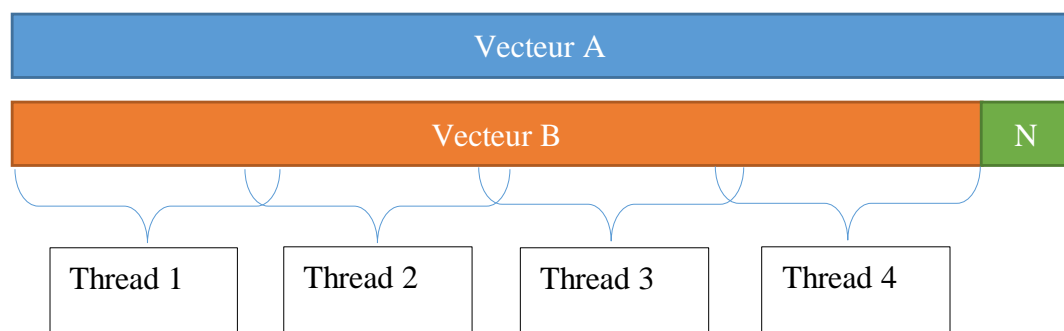 Vecteur A
Vecteur B
N
Thread 1
Thread 2
Thread 3
Thread 4